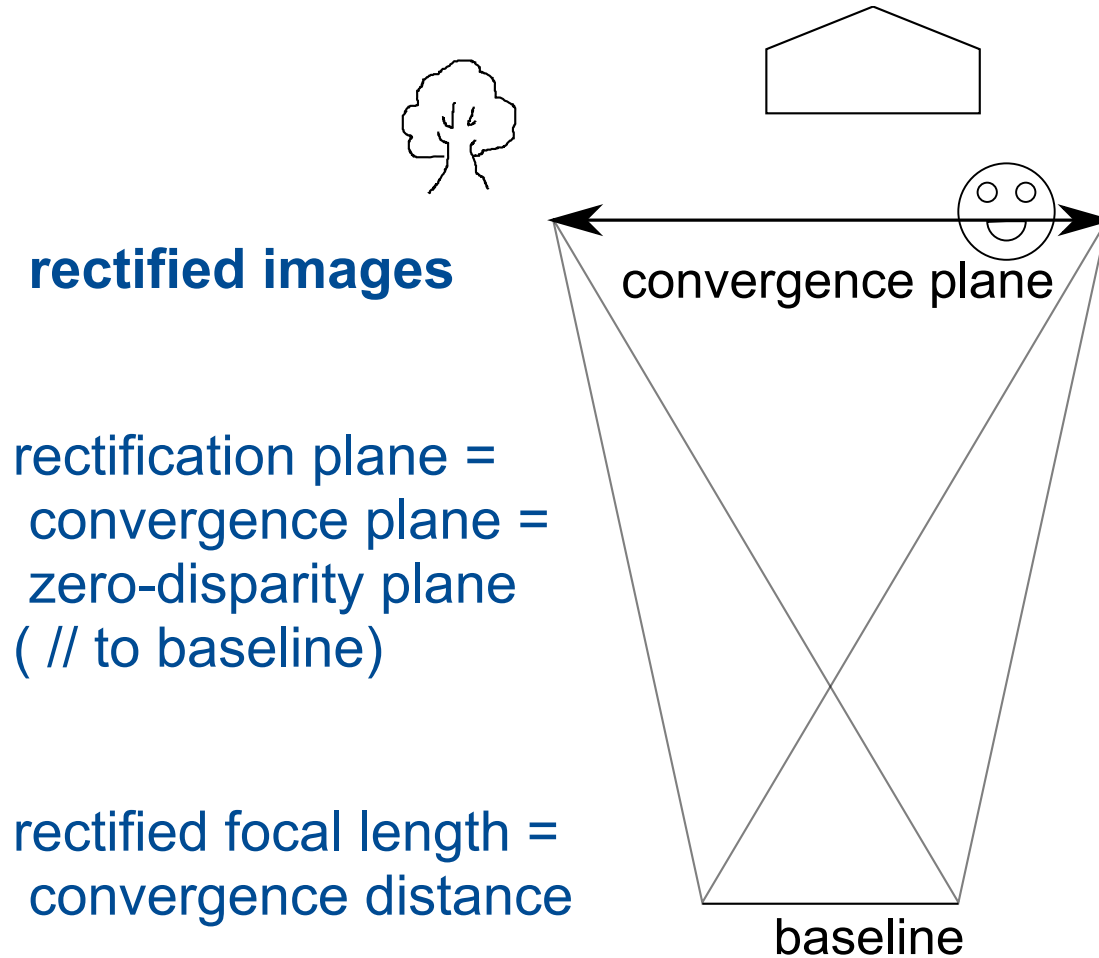 rectified images
convergence plane
rectification plane =
convergence plane =
zero-disparity plane
( // to baseline)
rectified focal length =
convergence distance
baseline